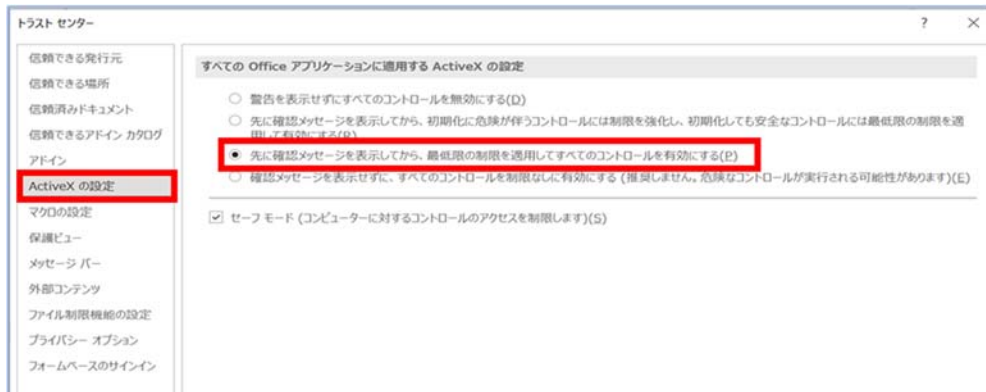 トラスト センター
? ×
信頼できる発行元
信頼できる場所
信頼済みドキュメント
信頼できるアドイン カタログ
アドイン
ActiveX の設定
マクロの設定
保護ビュー
メッセージ バー
外部コンテンツ
ファイル制限機能の設定
プライバシー オプション
フォームベースのサインイン
すべての Office アプリケーションに適用する ActiveX の設定
警告を表示せずにすべてのコントロールを無効にする(D)
先に確認メッセージを表示してから、初期化に危険が伴うコントロールには制限を強化し、初期化しても安全なコントロールには最低限の制限を適
用して有効にする(R)
先に確認メッセージを表示してから、最低限の制限を適用してすべてのコントロールを有効にする(P)
確認メッセージを表示せずに、すべてのコントロールを制限なしに有効にする (推奨しません。危険なコントロールが実行される可能性があります)(E)
セーフ モード (コンピューターに対するコントロールのアクセスを制限します)(S)